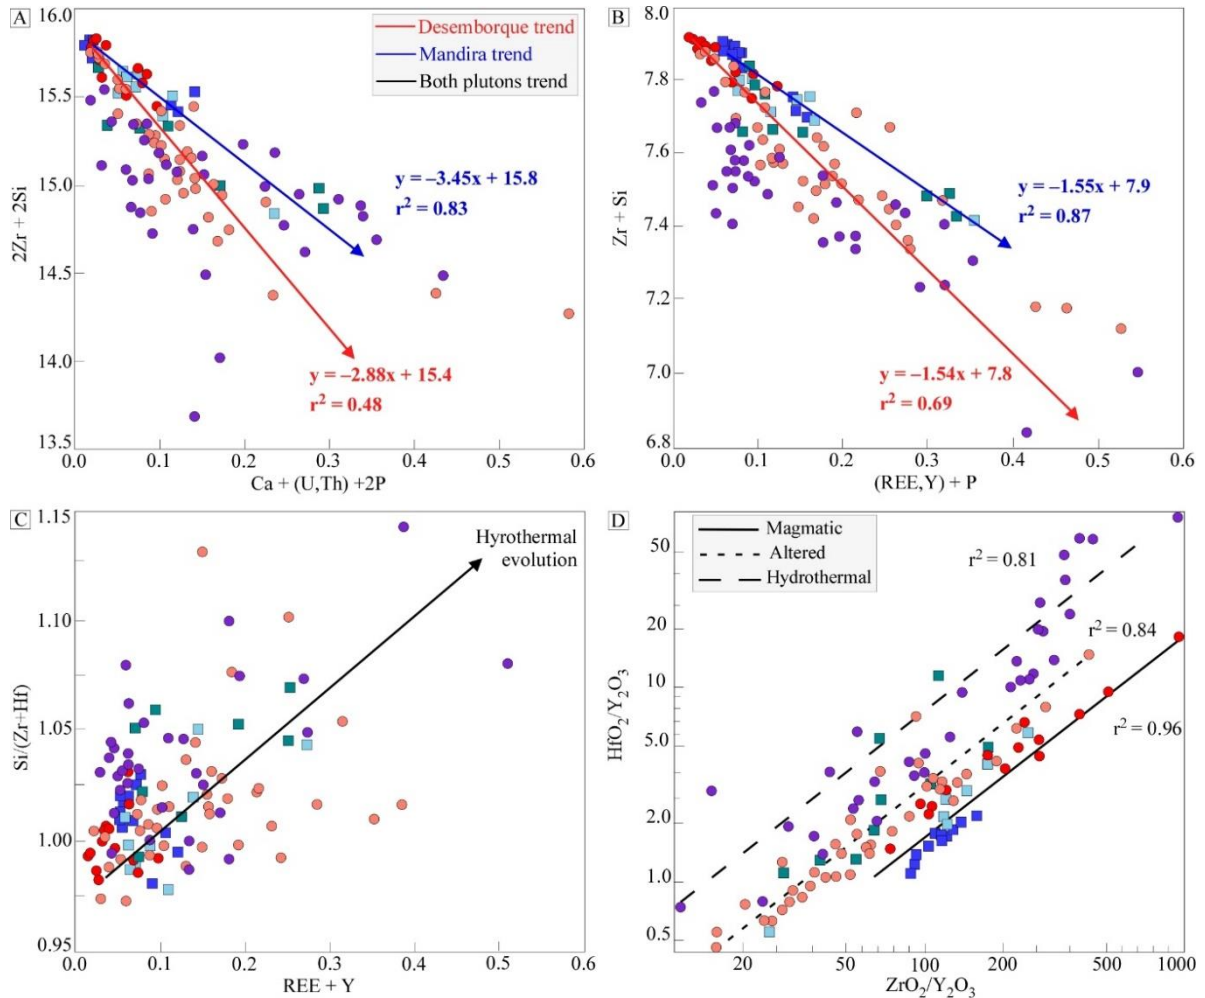 A
16.0
15.5
15.0
14.5
14.0
13.5
2Zr + 2Si
Desemborque trend
Mandira trend
Both plutons trend
y = –3.45x + 15.8
r² = 0.83
y = –2.88x + 15.4
r² = 0.48
0.0 0.1 0.2 0.3 0.4 0.5 0.6
Ca + (U,Th) +2P
B
8.0
7.8
7.6
7.4
7.2
7.0
6.8
Zr + Si
y = –1.55x + 7.9
r² = 0.87
y = –1.54x + 7.8
r² = 0.69
0.0 0.1 0.2 0.3 0.4 0.5 0.6
(REE,Y) + P
C
1.15
1.10
1.05
1.00
0.95
Si/(Zr+Hf)
Hyrothermal
evolution
0.0 0.1 0.2 0.3 0.4 0.5 0.6
REE + Y
D
50
20
10
5.0
2.0
1.0
0.5
HfO₂/Y₂O₃
Magmatic
Altered
Hydrothermal
r² = 0.81
r² = 0.84
r² = 0.96
20 50 100 200 500 1000
ZrO₂/Y₂O₃